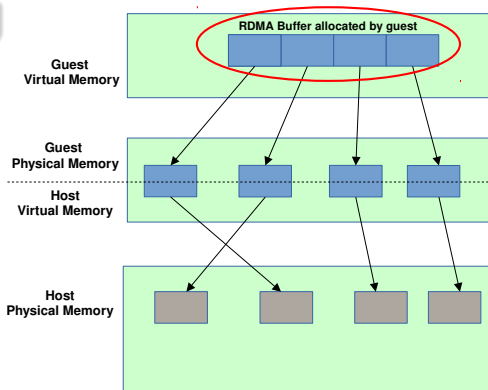 RDMA Buffer allocated by guest
Guest
Virtual Memory
Guest
Physical Memory
Host
Virtual Memory
Host
Physical Memory